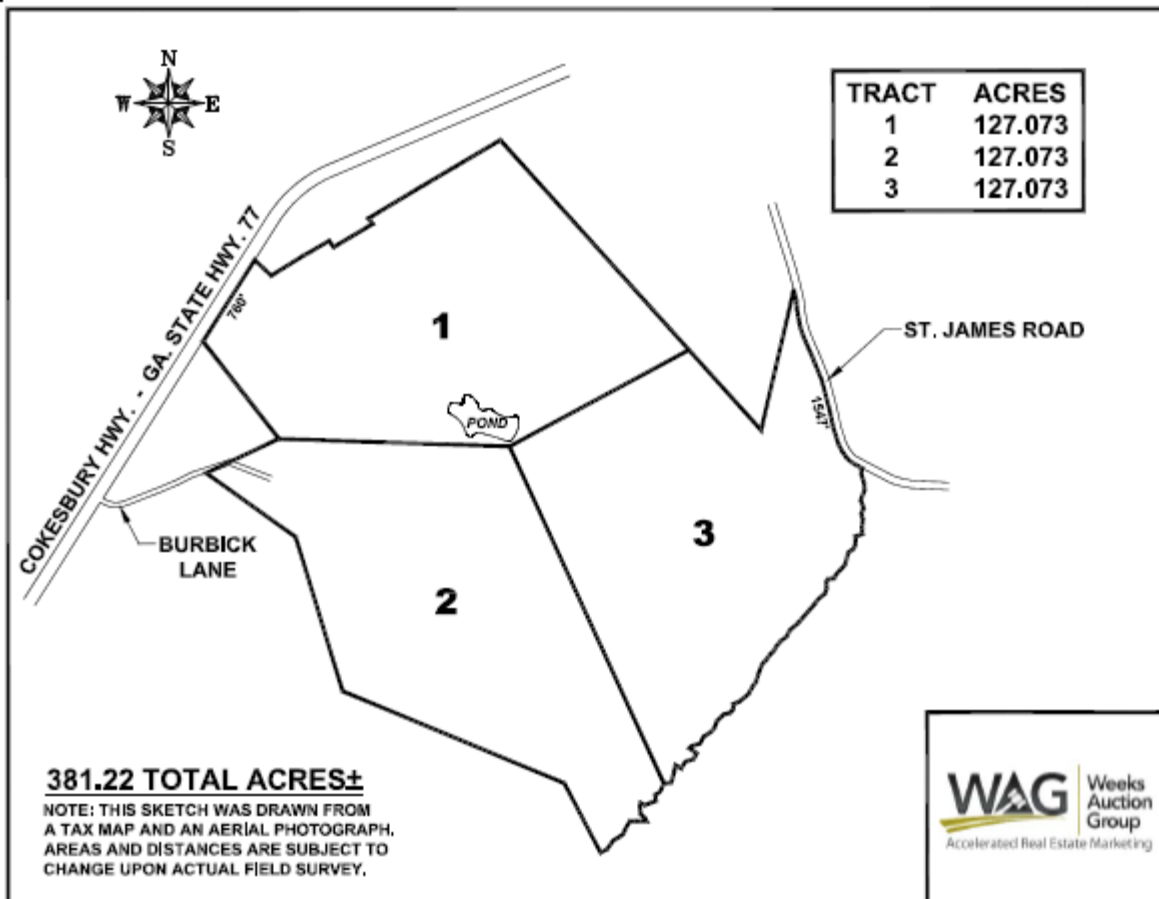 N
W E
S
TRACT ACRES
1 127.073
2 127.073
3 127.073
COKESBURY HWY. - GA. STATE HWY. 77
760'
1
ST. JAMES ROAD
1547'
POND
BURBICK
LANE
3
2
381.22 TOTAL ACRES±
NOTE: THIS SKETCH WAS DRAWN FROM
A TAX MAP AND AN AERIAL PHOTOGRAPH.
AREAS AND DISTANCES ARE SUBJECT TO
CHANGE UPON ACTUAL FIELD SURVEY.
WAG
Weeks
Auction
Group
Accelerated Real Estate Marketing